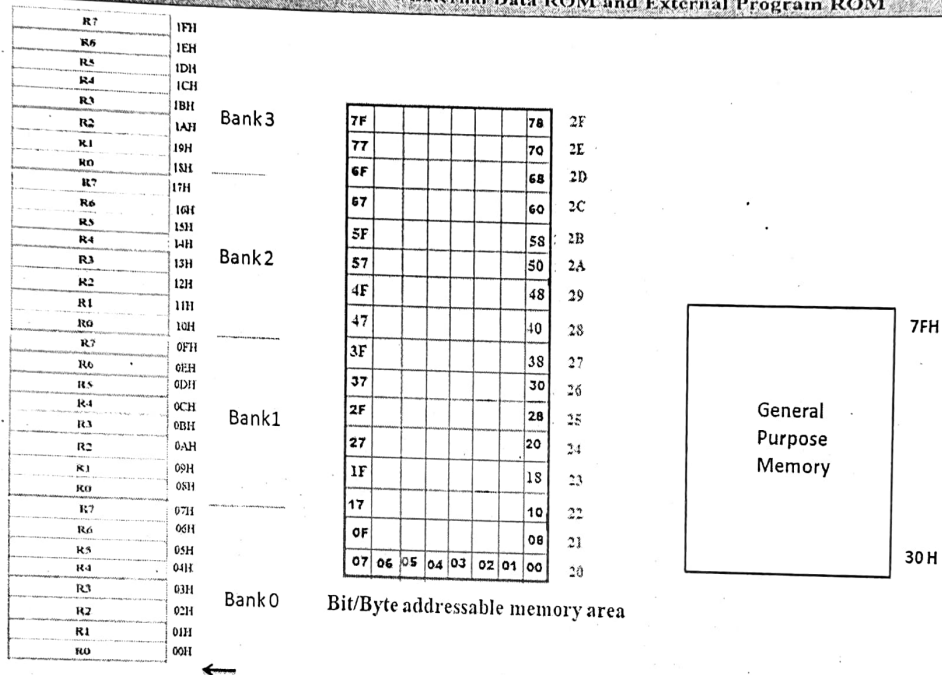 Data ROM and External Program ROM
R7 1FH
R6 1EH
R5 1DH
R4 1CH
R3 1BH
R2 1AH
R1 19H
R0 18H
Bank3
R7 17H
R6 16H
R5 15H
R4 14H
R3 13H
R2 12H
R1 11H
R0 10H
Bank2
R7 0FH
R6 0EH
R5 0DH
R4 0CH
R3 0BH
R2 0AH
R1 09H
R0 08H
Bank1
R7 07H
R6 06H
R5 05H
R4 04H
R3 03H
R2 02H
R1 01H
R0 00H
Bank0
7F 78 2F
77 70 2E
6F 68 2D
67 60 2C
5F 58 2B
57 50 2A
4F 48 29
47 40 28
3F 38 27
37 30 26
2F 28 25
27 20 24
1F 18 23
17 10 22
0F 08 21
07 06 05 04 03 02 01 00 20
Bit/Byte addressable memory area
7FH
General
Purpose
Memory
30H